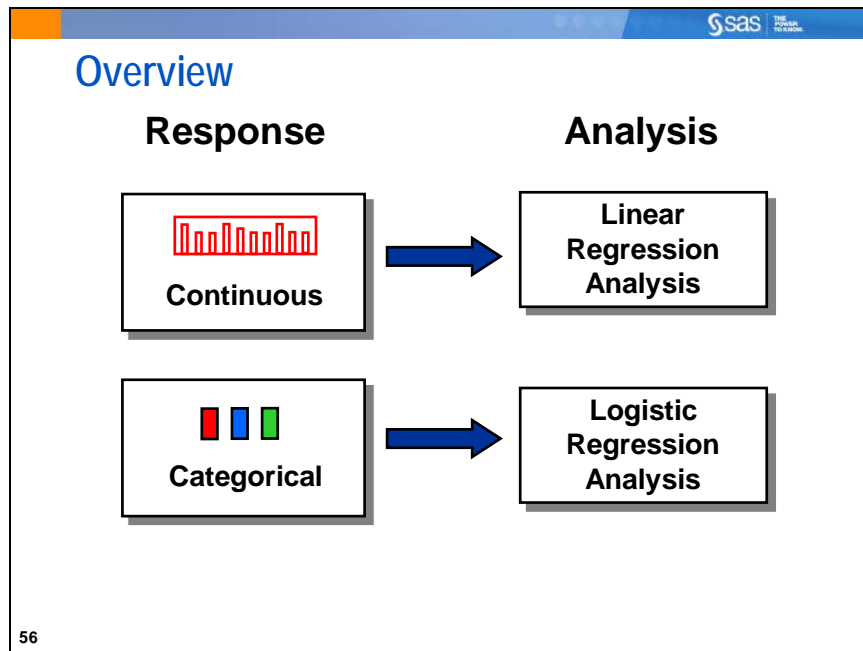 sas THE POWER TO KNOW.
Overview
Response
Analysis
Continuous
Linear
Regression
Analysis
Categorical
Logistic
Regression
Analysis
56